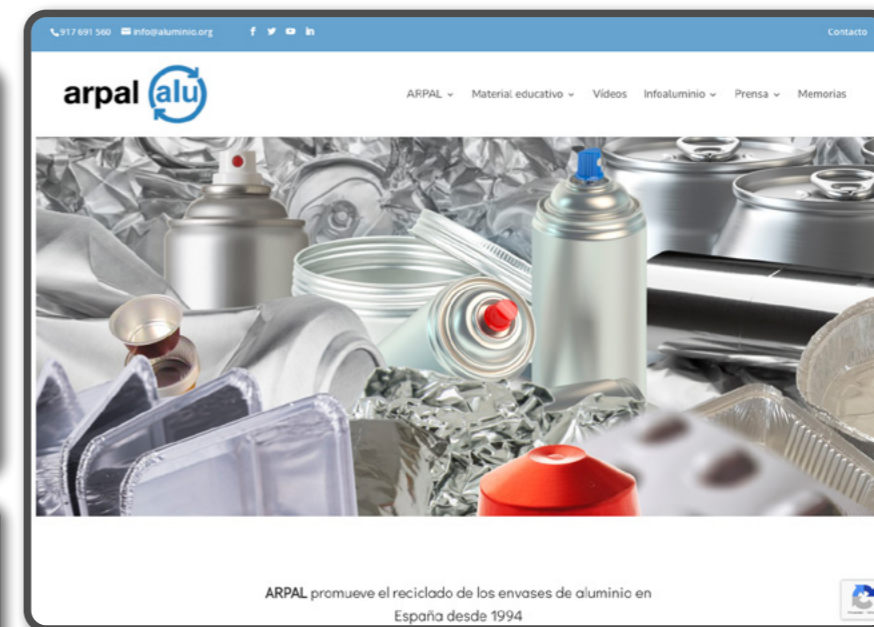 917 691 560 info@aluminio.org Contacto
arpal alu
ARPAL Material educativo Vídeos Infoaluminio Prensa Memorias
ARPAL promueve el reciclado de los envases de aluminio en
España desde 1994